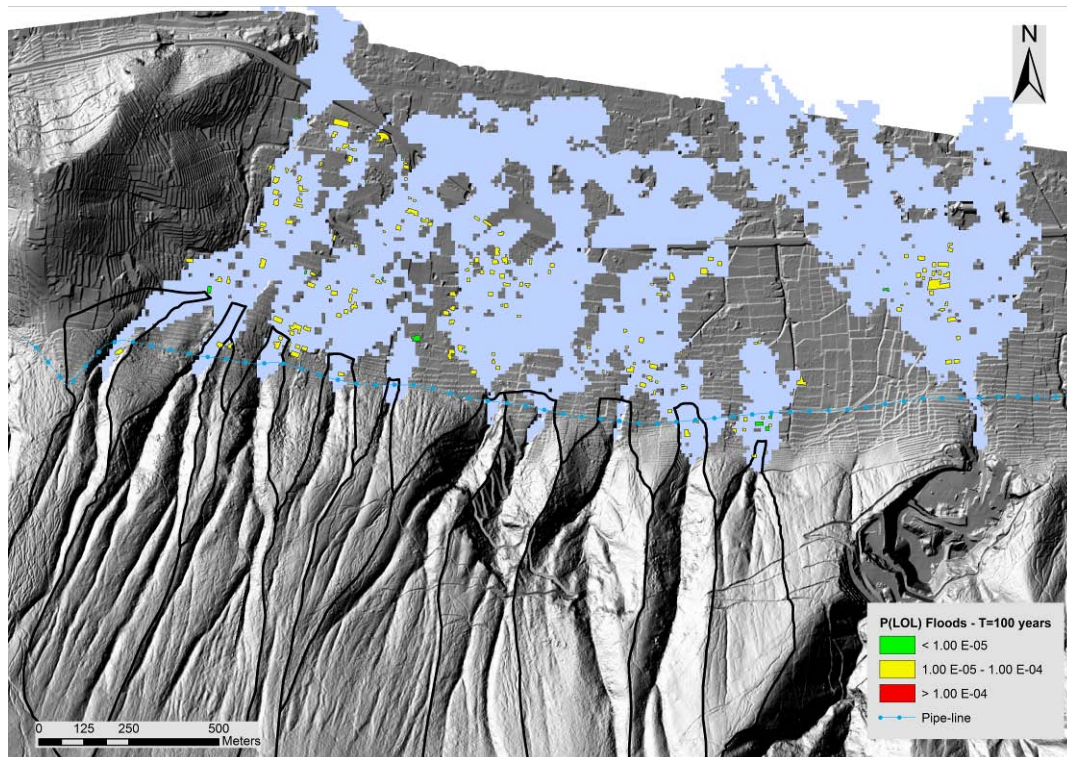 N
P(LOL) Floods - T=100 years
< 1.00 E-05
1.00 E-05 - 1.00 E-04
> 1.00 E-04
Pipe-line
0 125 250 500
Meters